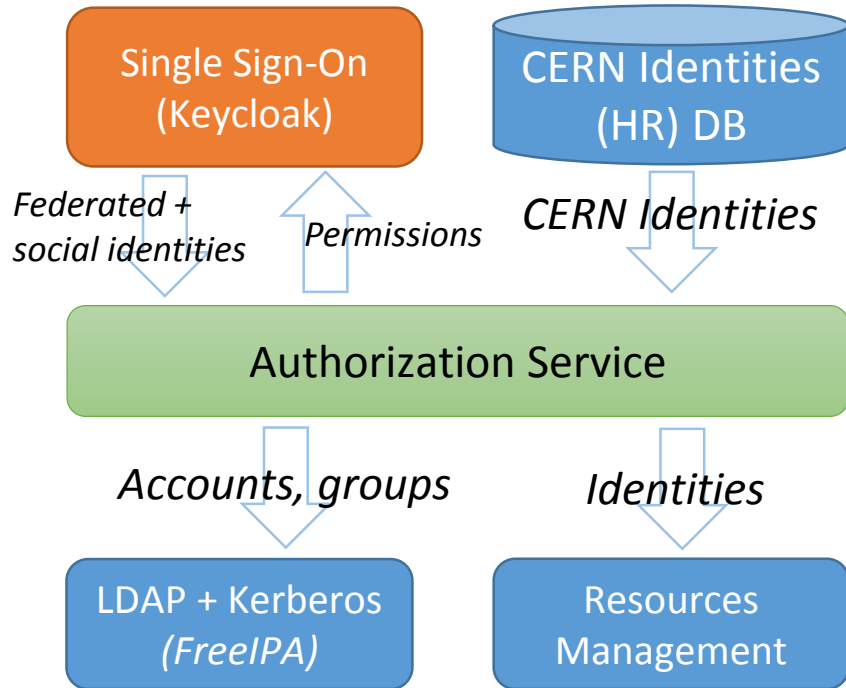 Single Sign-On
(Keycloak)
CERN Identities
(HR) DB
Federated +
social identities
Permissions
CERN Identities
Authorization Service
Accounts, groups
Identities
LDAP + Kerberos
(FreeIPA)
Resources
Management